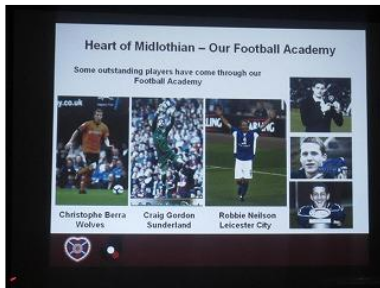 Heart of Midlothian – Our Football Academy
Some outstanding players have come through our
Football Academy
Christophe Berra
Wolves
Craig Gordon
Sunderland
Robbie Neilson
Leicester City